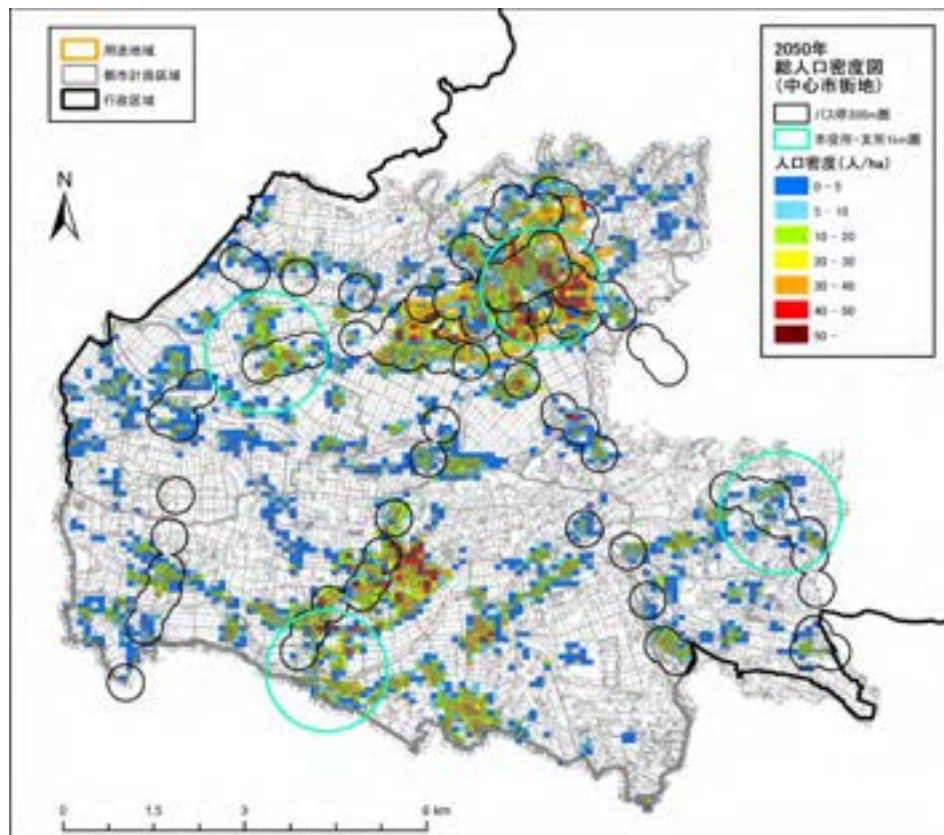 用途地域
都市計画区域
行政区域
2050年
総人口密度図
(中心市街地)
バス停300m圏
市役所・支所1km圏
人口密度(人/ha)
0 - 5
5 - 10
10 - 20
20 - 30
30 - 40
40 - 50
50 -
N
0 1.5 3 6 km